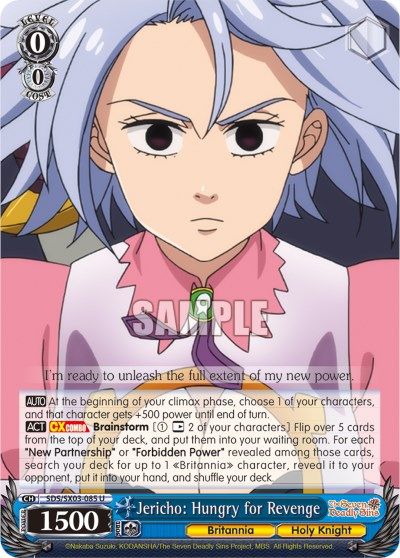 LEVEL
0
0
COST
SAMPLE
I'm ready to unleash the full extent of my new power.
AUTO At the beginning of your climax phase, choose 1 of your characters,
and that character gets +500 power until end of turn.
ACT CX COMBO Brainstorm [① 2 of your characters] Flip over 5 cards
from the top of your deck, and put them into your waiting room. For each
"New Partnership" or "Forbidden Power" revealed among those cards,
search your deck for up to 1 «Britannia» character, reveal it to your
opponent, put it into your hand, and shuffle your deck.
CH SDS/SX03-085 U
1500
Jericho: Hungry for Revenge
The Seven Deadly Sins
Britannia
Holy Knight
©Nakaba Suzuki, KODANSHA/The Seven Deadly Sins Project, MBS. All Rights Reserved.